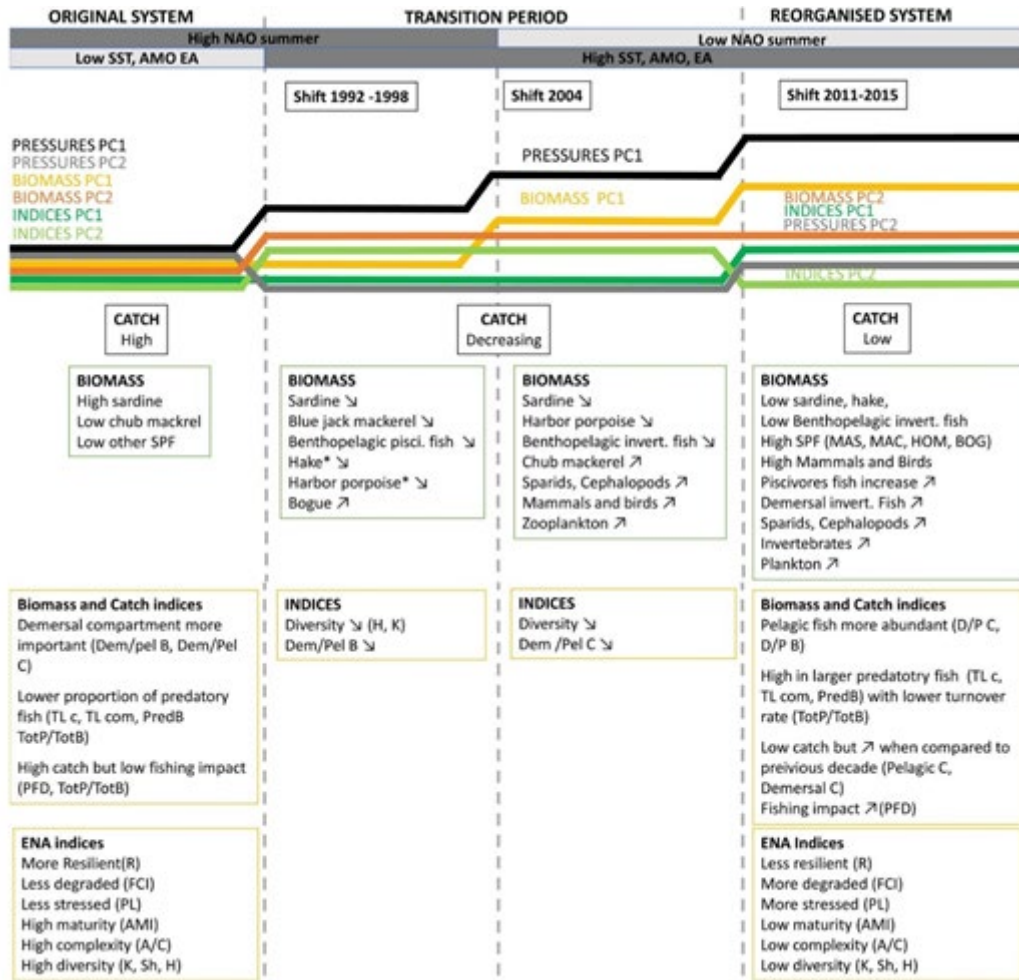 ORIGINAL SYSTEM
TRANSITION PERIOD
REORGANISED SYSTEM
High NAO summer
Low NAO summer
Low SST, AMO EA
High SST, AMO, EA
Shift 1992 -1998
Shift 2004
Shift 2011-2015
PRESSURES PC1
PRESSURES PC2
BIOMASS PC1
BIOMASS PC2
INDICES PC1
INDICES PC2
PRESSURES PC1
BIOMASS PC1
BIOMASS PC2
INDICES PC1
PRESSURES PC2
INDICES PC2
CATCH
High
CATCH
Decreasing
CATCH
Low
BIOMASS
High sardine
Low chub mackrel
Low other SPF
BIOMASS
Sardine ↘
Blue jack mackerel ↘
Benthopelagic pisci. fish ↘
Hake* ↘
Harbor porpoise* ↘
Bogue ↗
BIOMASS
Sardine ↘
Harbor porpoise ↘
Benthopelagic invert. fish ↘
Chub mackerel ↗
Sparids, Cephalopods ↗
Mammals and birds ↗
Zooplankton ↗
BIOMASS
Low sardine, hake,
Low Benthopelagic invert. fish
High SPF (MAS, MAC, HOM, BOG)
High Mammals and Birds
Piscivores fish increase ↗
Demersal invert. Fish ↗
Sparids, Cephalopods ↗
Invertebrates ↗
Plankton ↗
Biomass and Catch indices
Demersal compartment more
important (Dem/pel B, Dem/Pel
C)
Lower proportion of predatory
fish (TL c, TL com, PredB
TotP/TotB)
High catch but low fishing impact
(PFD, TotP/TotB)
INDICES
Diversity ↘ (H, K)
Dem/Pel B ↘
INDICES
Diversity ↘
Dem /Pel C ↘
Biomass and Catch indices
Pelagic fish more abundant (D/P C,
D/P B)
High in larger predatotry fish (TL c,
TL com, PredB) with lower turnover
rate (TotP/TotB)
Low catch but ↗ when compared to
preivious decade (Pelagic C,
Demersal C)
Fishing impact ↗(PFD)
ENA indices
More Resilient(R)
Less degraded (FCI)
Less stressed (PL)
High maturity (AMI)
High complexity (A/C)
High diversity (K, Sh, H)
ENA Indices
Less resilient (R)
More degraded (FCI)
More stressed (PL)
Low maturity (AMI)
Low complexity (A/C)
Low diversity (K, Sh, H)